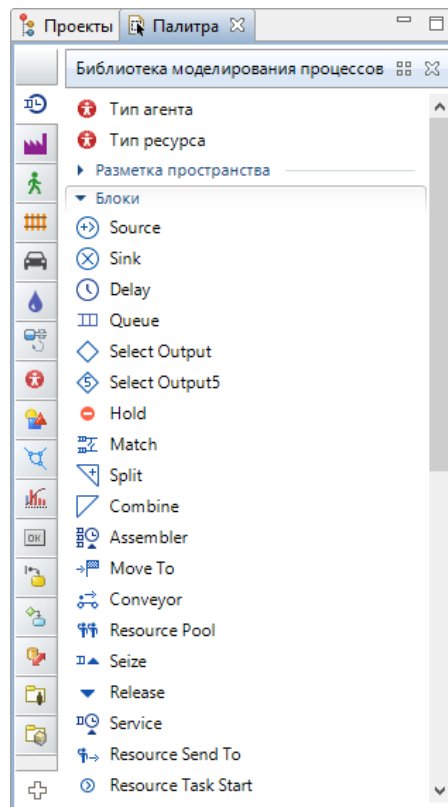 Проекты Палитра
Библиотека моделирования процессов
Тип агента
Тип ресурса
Разметка пространства
Блоки
Source
Sink
Delay
Queue
Select Output
5 Select Output5
Hold
Match
Split
Combine
OK Assembler
Move To
Conveyor
Resource Pool
Seize
Release
Service
Resource Send To
Resource Task Start